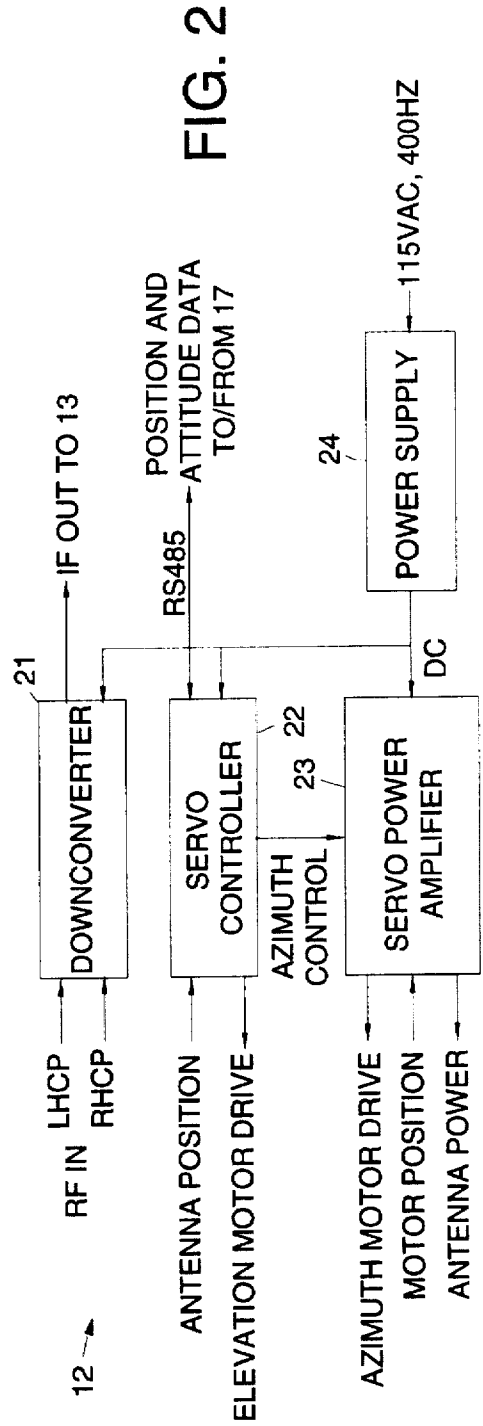 12
RF IN
LHCP
RHCP
21
DOWNCONVERTER
IF OUT TO 13
ANTENNA POSITION
ELEVATION MOTOR DRIVE
SERVO
CONTROLLER
22
RS485
POSITION AND
ATTITUDE DATA
TO/FROM 17
AZIMUTH
CONTROL
23
AZIMUTH MOTOR DRIVE
MOTOR POSITION
ANTENNA POWER
SERVO POWER
AMPLIFIER
DC
24
POWER SUPPLY
115VAC, 400HZ
FIG. 2